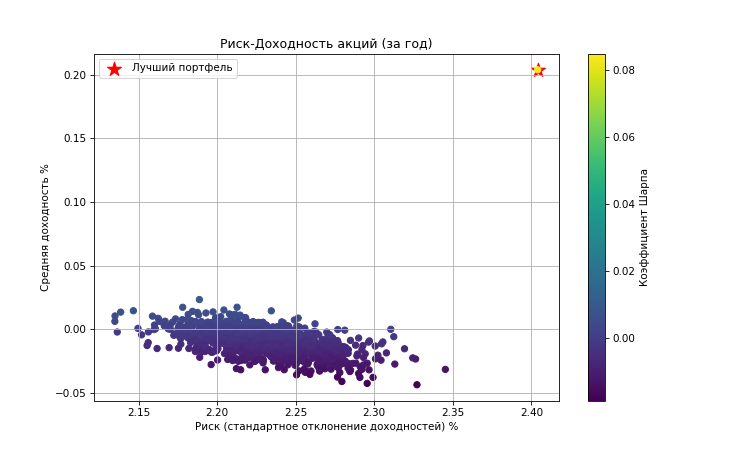 Риск-Доходность акций (за год)
Лучший портфель
0.20
0.15
0.10
0.05
0.00
−0.05
Средняя доходность %
2.15 2.20 2.25 2.30 2.35 2.40
Риск (стандартное отклонение доходностей) %
0.08
0.06
0.04
0.02
0.00
Коэффициент Шарпа